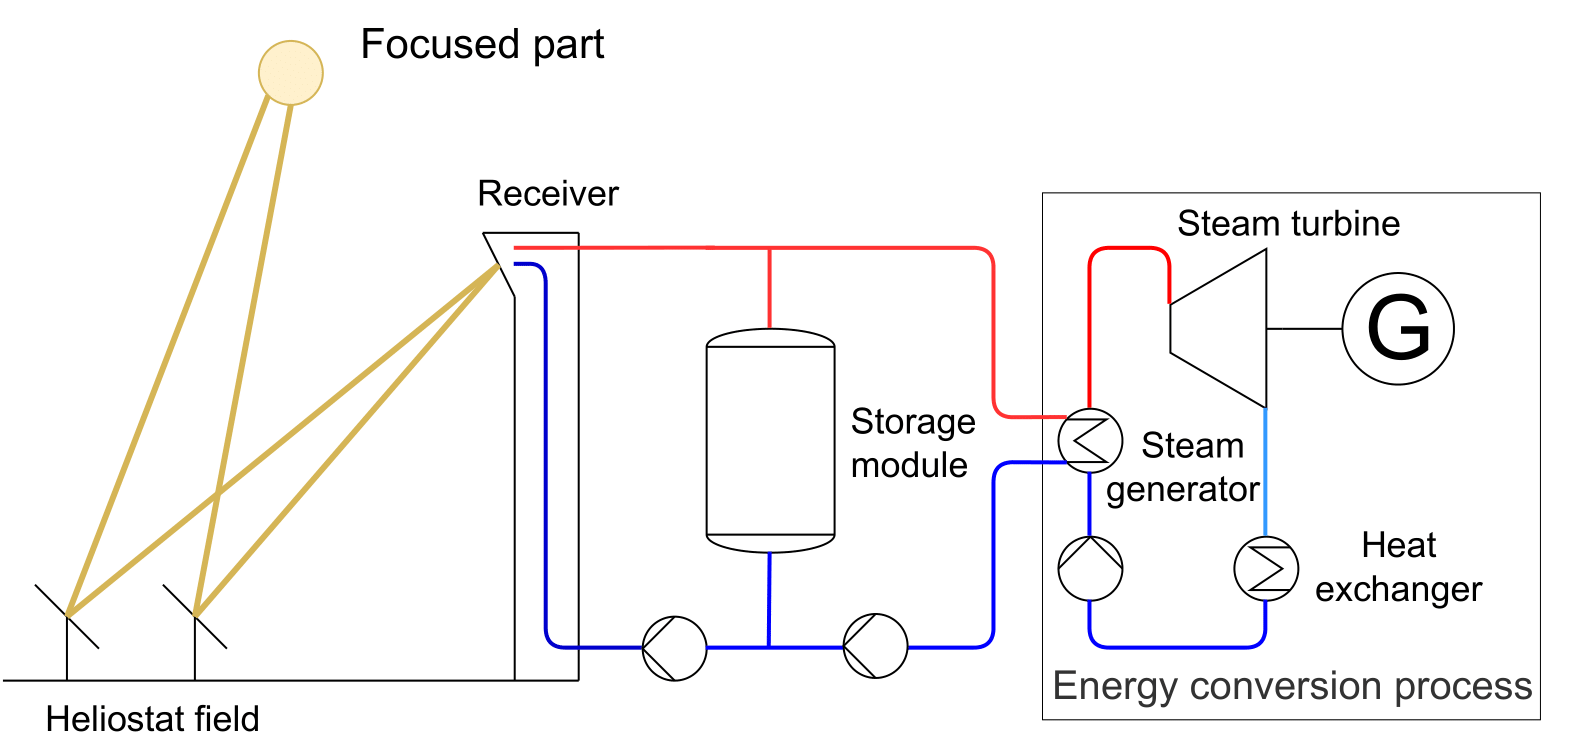 Focused part
Receiver
Steam turbine
G
Storage
module
Steam
generator
Heat
exchanger
Energy conversion process
Heliostat field